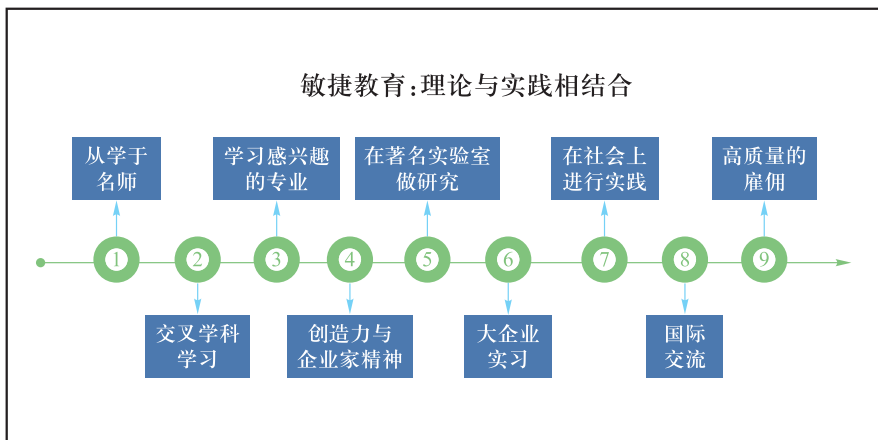 敏捷教育:理论与实践相结合
从学于
名师
学习感兴趣
的专业
在著名实验室
做研究
在社会上
进行实践
高质量的
雇佣
1
2
3
4
5
6
7
8
9
交叉学科
学习
创造力与
企业家精神
大企业
实习
国际
交流